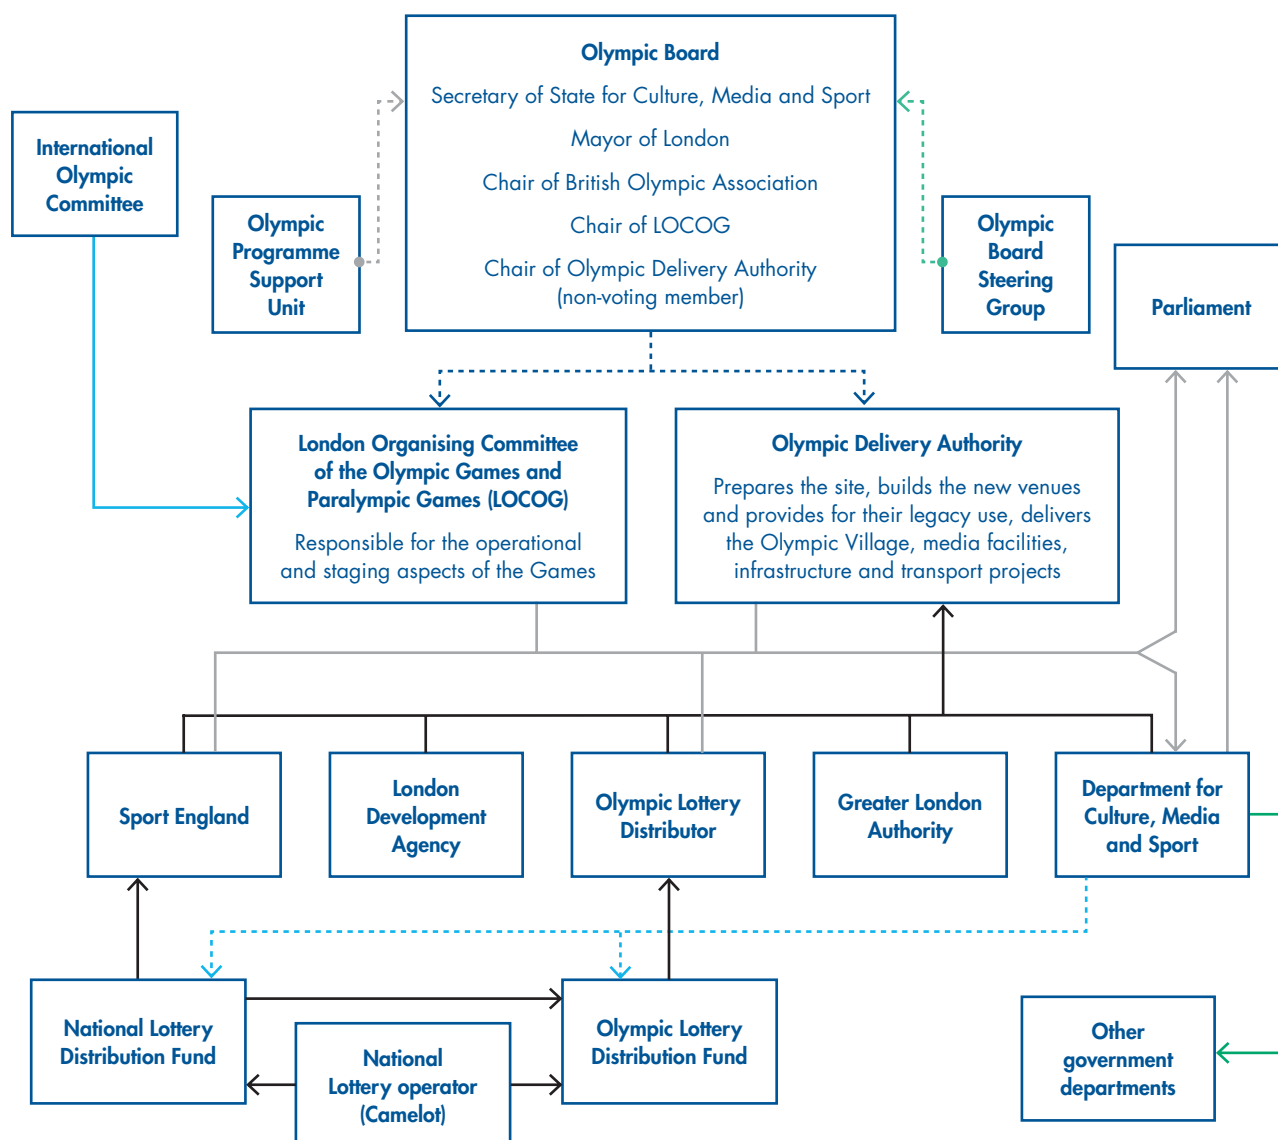 Olympic Board
Secretary of State for Culture, Media and Sport
Mayor of London
Chair of British Olympic Association
Chair of LOCOG
Chair of Olympic Delivery Authority
(non-voting member)
International
Olympic
Committee
Olympic
Programme
Support
Unit
Olympic
Board
Steering
Group
Parliament
London Organising Committee
of the Olympic Games and
Paralympic Games (LOCOG)
Responsible for the operational
and staging aspects of the Games
Olympic Delivery Authority
Prepares the site, builds the new venues
and provides for their legacy use, delivers
the Olympic Village, media facilities,
infrastructure and transport projects
Sport England
London
Development
Agency
Olympic Lottery
Distributor
Greater London
Authority
Department for
Culture, Media
and Sport
National Lottery
Distribution Fund
National
Lottery operator
(Camelot)
Olympic Lottery
Distribution Fund
Other
government
departments